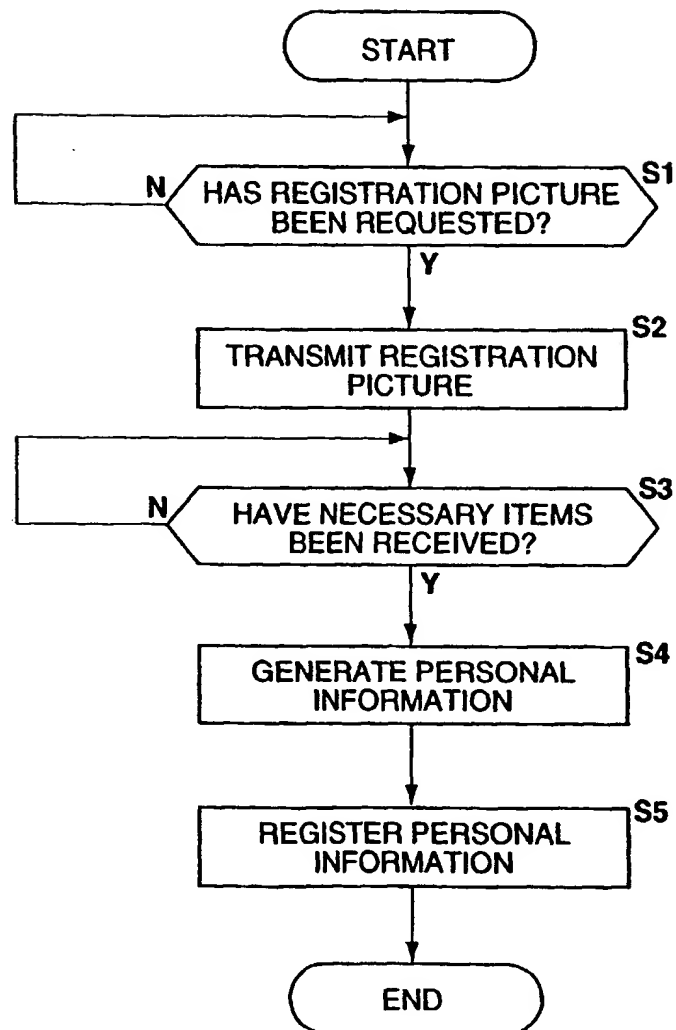 START
N
HAS REGISTRATION PICTURE
BEEN REQUESTED?
S1
Y
S2
TRANSMIT REGISTRATION
PICTURE
N
HAVE NECESSARY ITEMS
BEEN RECEIVED?
S3
Y
S4
GENERATE PERSONAL
INFORMATION
S5
REGISTER PERSONAL
INFORMATION
END